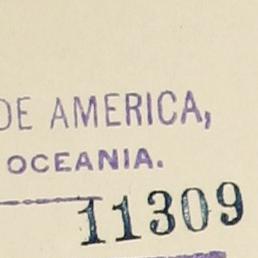 DE AMERICA,
OCEANIA.
11309